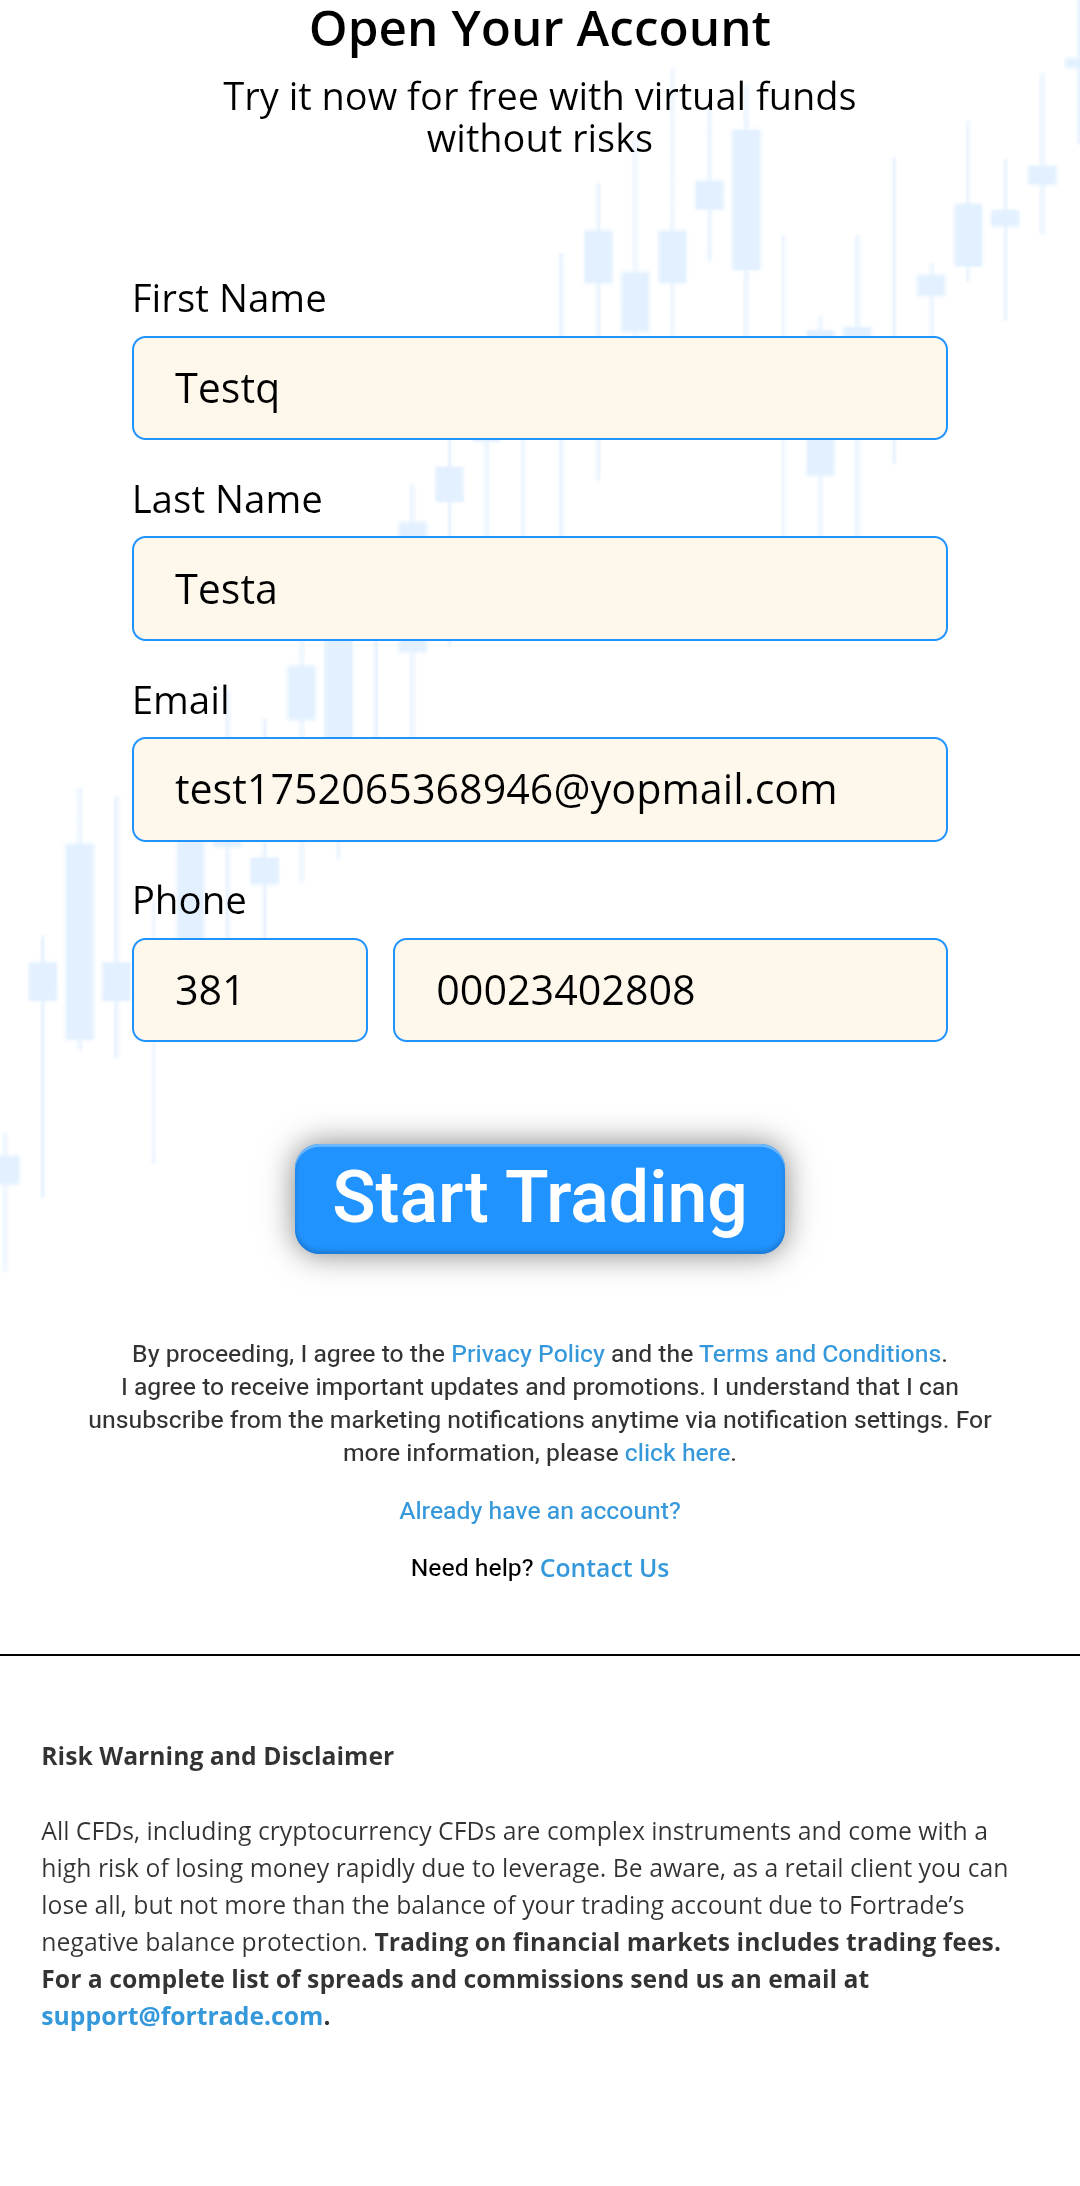 Open Your Account
Try it now for free with virtual funds
without risks
First Name
Testq
Last Name
Testa
Email
test1752065368946@yopmail.com
Phone
381 00023402808
Start Trading
By proceeding, I agree to the Privacy Policy and the Terms and Conditions.
I agree to receive important updates and promotions. I understand that I can
unsubscribe from the marketing notifications anytime via notification settings. For
more information, please click here.
Already have an account?
Need help? Contact Us
Risk Warning and Disclaimer
All CFDs, including cryptocurrency CFDs are complex instruments and come with a
high risk of losing money rapidly due to leverage. Be aware, as a retail client you can
lose all, but not more than the balance of your trading account due to Fortrade’s
negative balance protection. Trading on financial markets includes trading fees.
For a complete list of spreads and commissions send us an email at
support@fortrade.com.